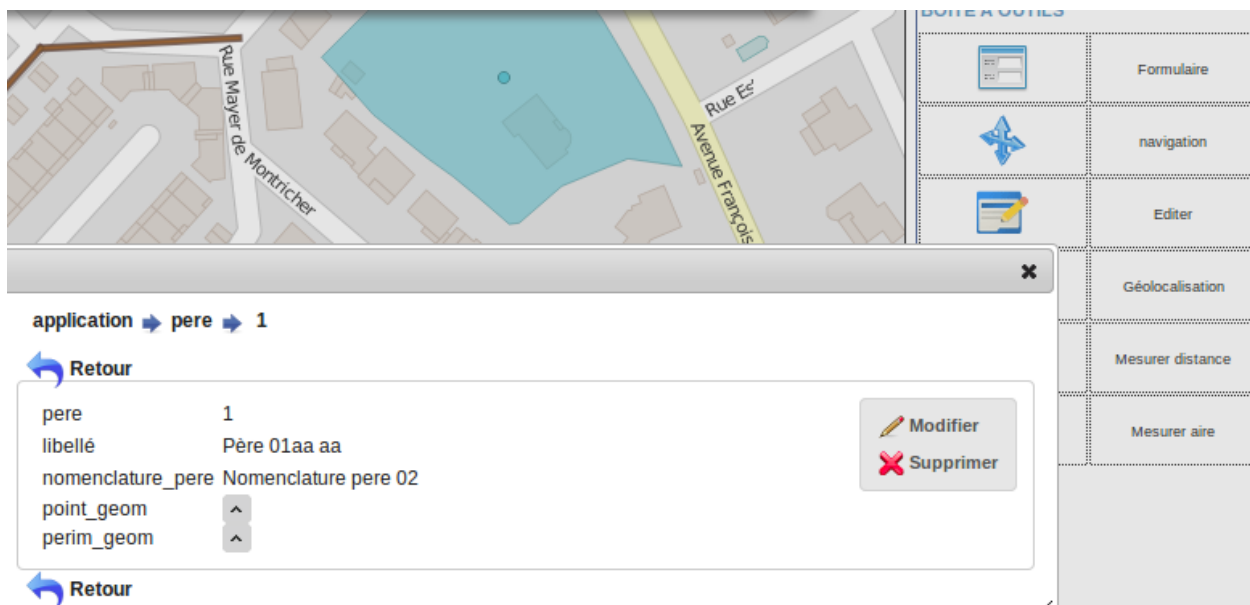 BOITE A OUTILS
Formulaire
navigation
Editer
Géolocalisation
Mesurer distance
Mesurer aire
Rue Mayer de Montricher
Avenue François
Rue Es
application pere 1
Retour
pere 1
libellé Père 01aa aa
nomenclature_pere Nomenclature pere 02
point_geom
perim_geom
Modifier
Supprimer
Retour